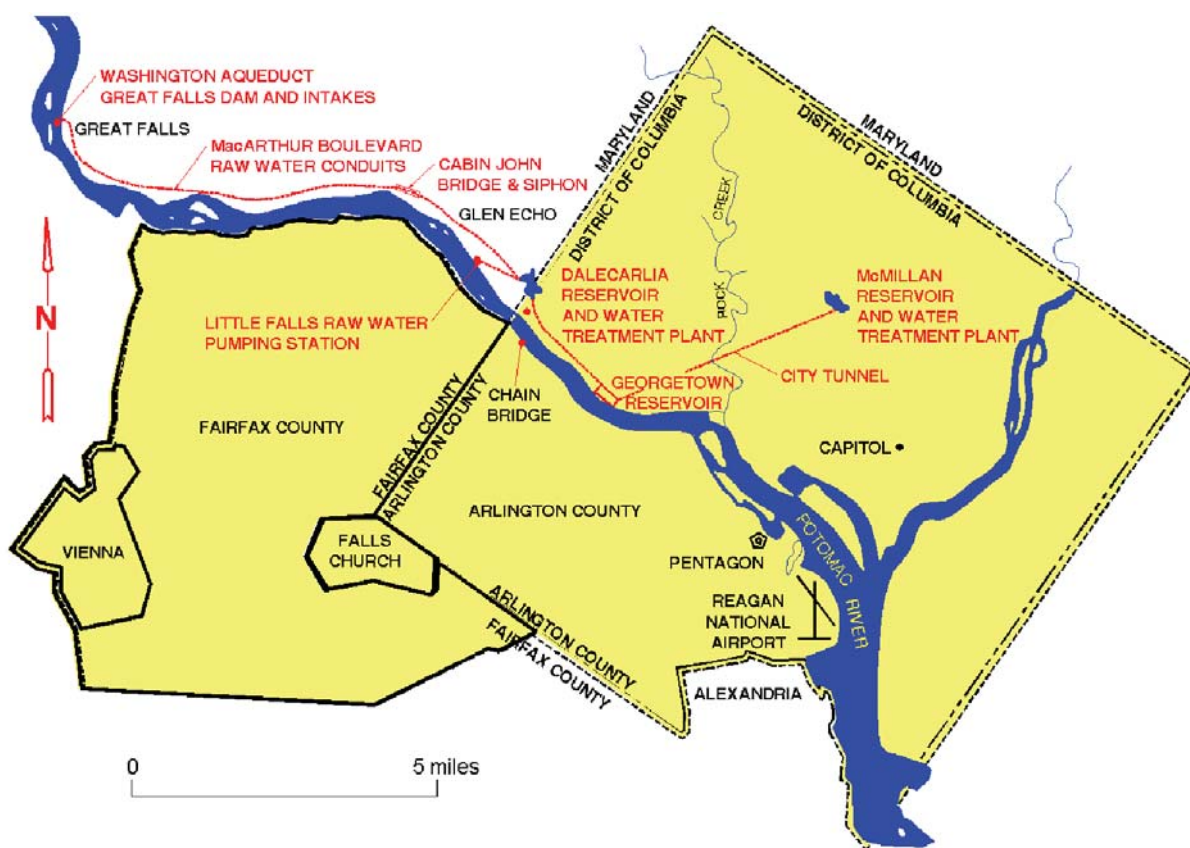 WASHINGTON AQUEDUCT
GREAT FALLS DAM AND INTAKES
GREAT FALLS
MacARTHUR BOULEVARD
RAW WATER CONDUITS
CABIN JOHN
BRIDGE & SIPHON
GLEN ECHO
MARYLAND
DISTRICT OF COLUMBIA
MARYLAND
DISTRICT OF COLUMBIA
ROCK CREEK
N
LITTLE FALLS RAW WATER
PUMPING STATION
DALECARLIA
RESERVOIR
AND WATER
TREATMENT PLANT
McMILLAN
RESERVOIR
AND WATER
TREATMENT PLANT
CITY TUNNEL
GEORGETOWN
RESERVOIR
CHAIN
BRIDGE
FAIRFAX COUNTY
FAIRFAX COUNTY
ARLINGTON COUNTY
CAPITOL
ARLINGTON COUNTY
VIENNA
FALLS
CHURCH
PENTAGON
POTOMAC RIVER
REAGAN
NATIONAL
AIRPORT
ARLINGTON COUNTY
FAIRFAX COUNTY
ALEXANDRIA
0 5 miles